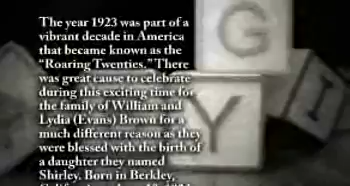 The year 1923 was part of a
vibrant decade in America
that became known as the
“Roaring Twenties.” There
was great cause to celebrate
during this exciting time for
the family of William and
Lydia (Evans) Brown for a
much different reason as they
were blessed with the birth of
a daughter they named
Shirley. Born in Berkley,
G
Y